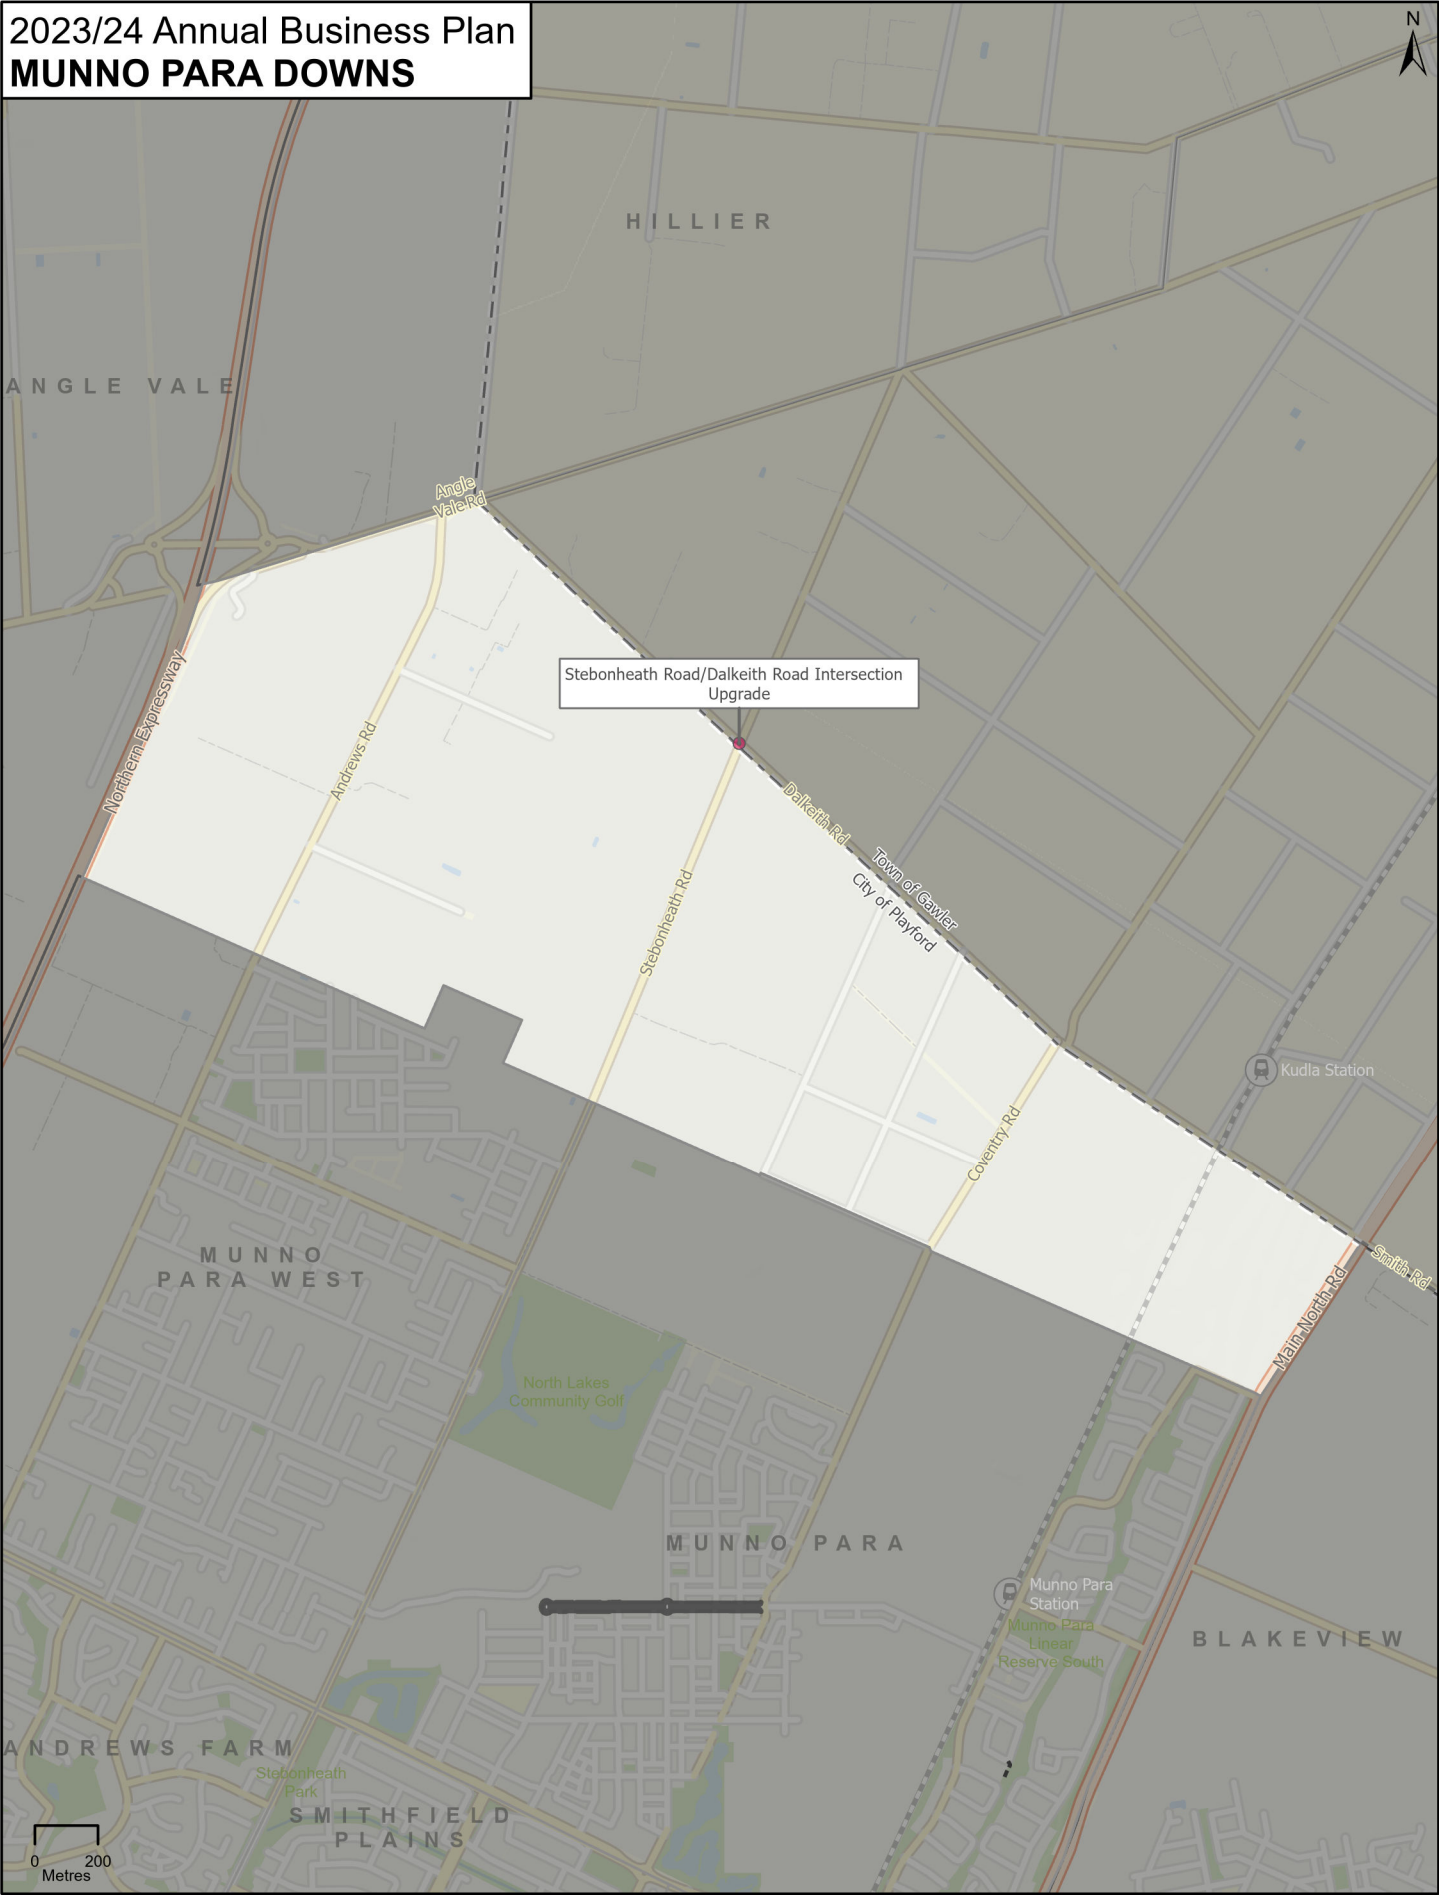 2023/24 Annual Business Plan
MUNNO PARA DOWNS
N
HILLIER
ANGLE VALE
Angle
Vale Rd
Northern Expressway
Andrews Rd
Stebonheath Road/Dalkeith Road Intersection
Upgrade
Dalkeith Rd
Town of Gawler
City of Playford
Stebonheath Rd
Kudla Station
Coventry Rd
Smith Rd
Main North Rd
MUNNO
PARA WEST
North Lakes
Community Golf
MUNNO PARA
Munno Para
Station
Munno Para
Linear
Reserve South
BLAKEVIEW
ANDREWS FARM
Stebonheath
Park
SMITHFIELD
PLAINS
0 200
Metres